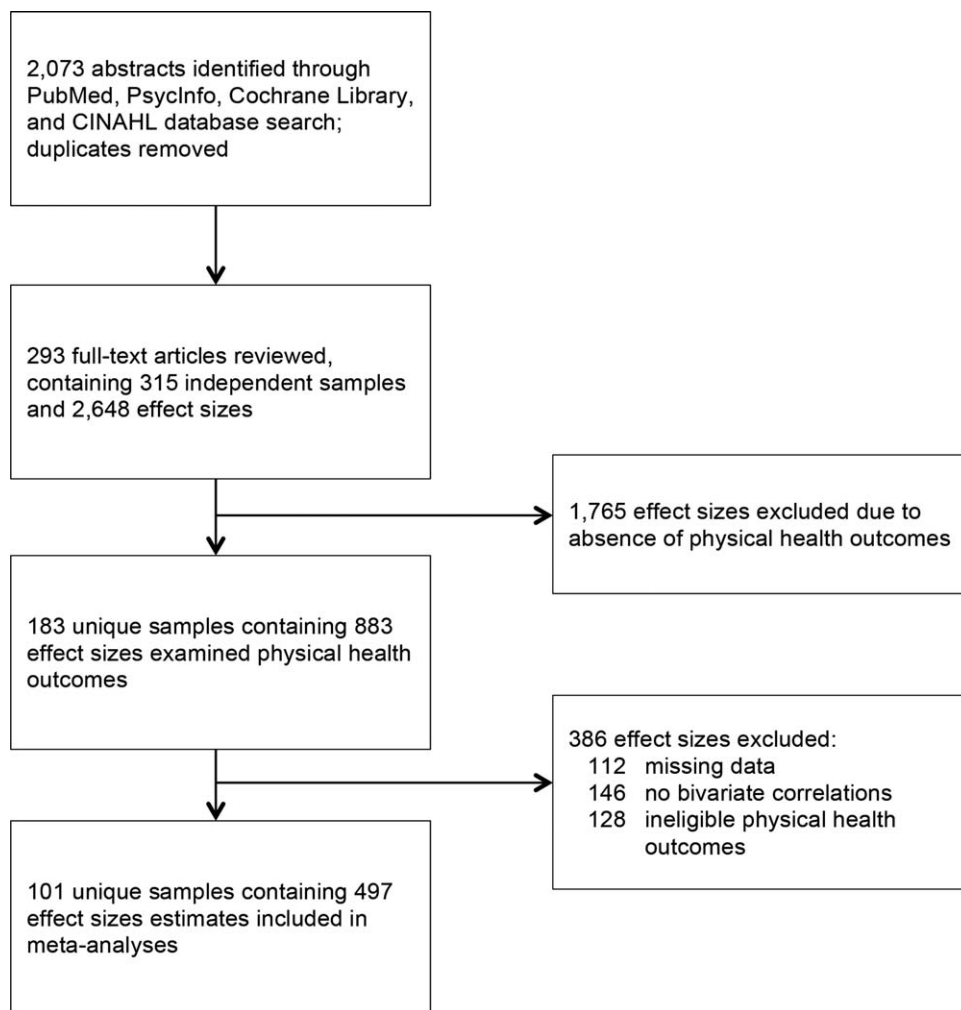 2,073 abstracts identified through
PubMed, PsycInfo, Cochrane Library,
and CINAHL database search;
duplicates removed
293 full-text articles reviewed,
containing 315 independent samples
and 2,648 effect sizes
1,765 effect sizes excluded due to
absence of physical health outcomes
183 unique samples containing 883
effect sizes examined physical health
outcomes
386 effect sizes excluded:
112 missing data
146 no bivariate correlations
128 ineligible physical health
outcomes
101 unique samples containing 497
effect sizes estimates included in
meta-analyses